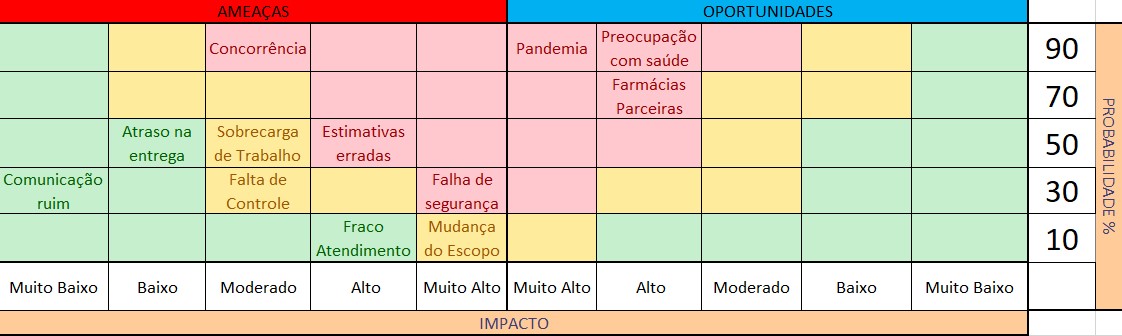 AMEAÇAS OPORTUNIDADES
Concorrência Pandemia Preocupação com saúde 90
Farmácias Parceiras 70
Atraso na entrega Sobrecarga de Trabalho Estimativas erradas 50
Comunicação ruim Falta de Controle Falha de segurança 30
Fraco Atendimento Mudança do Escopo 10
Muito Baixo Baixo Moderado Alto Muito Alto Muito Alto Alto Moderado Baixo Muito Baixo
IMPACTO
PROBABILIDADE %